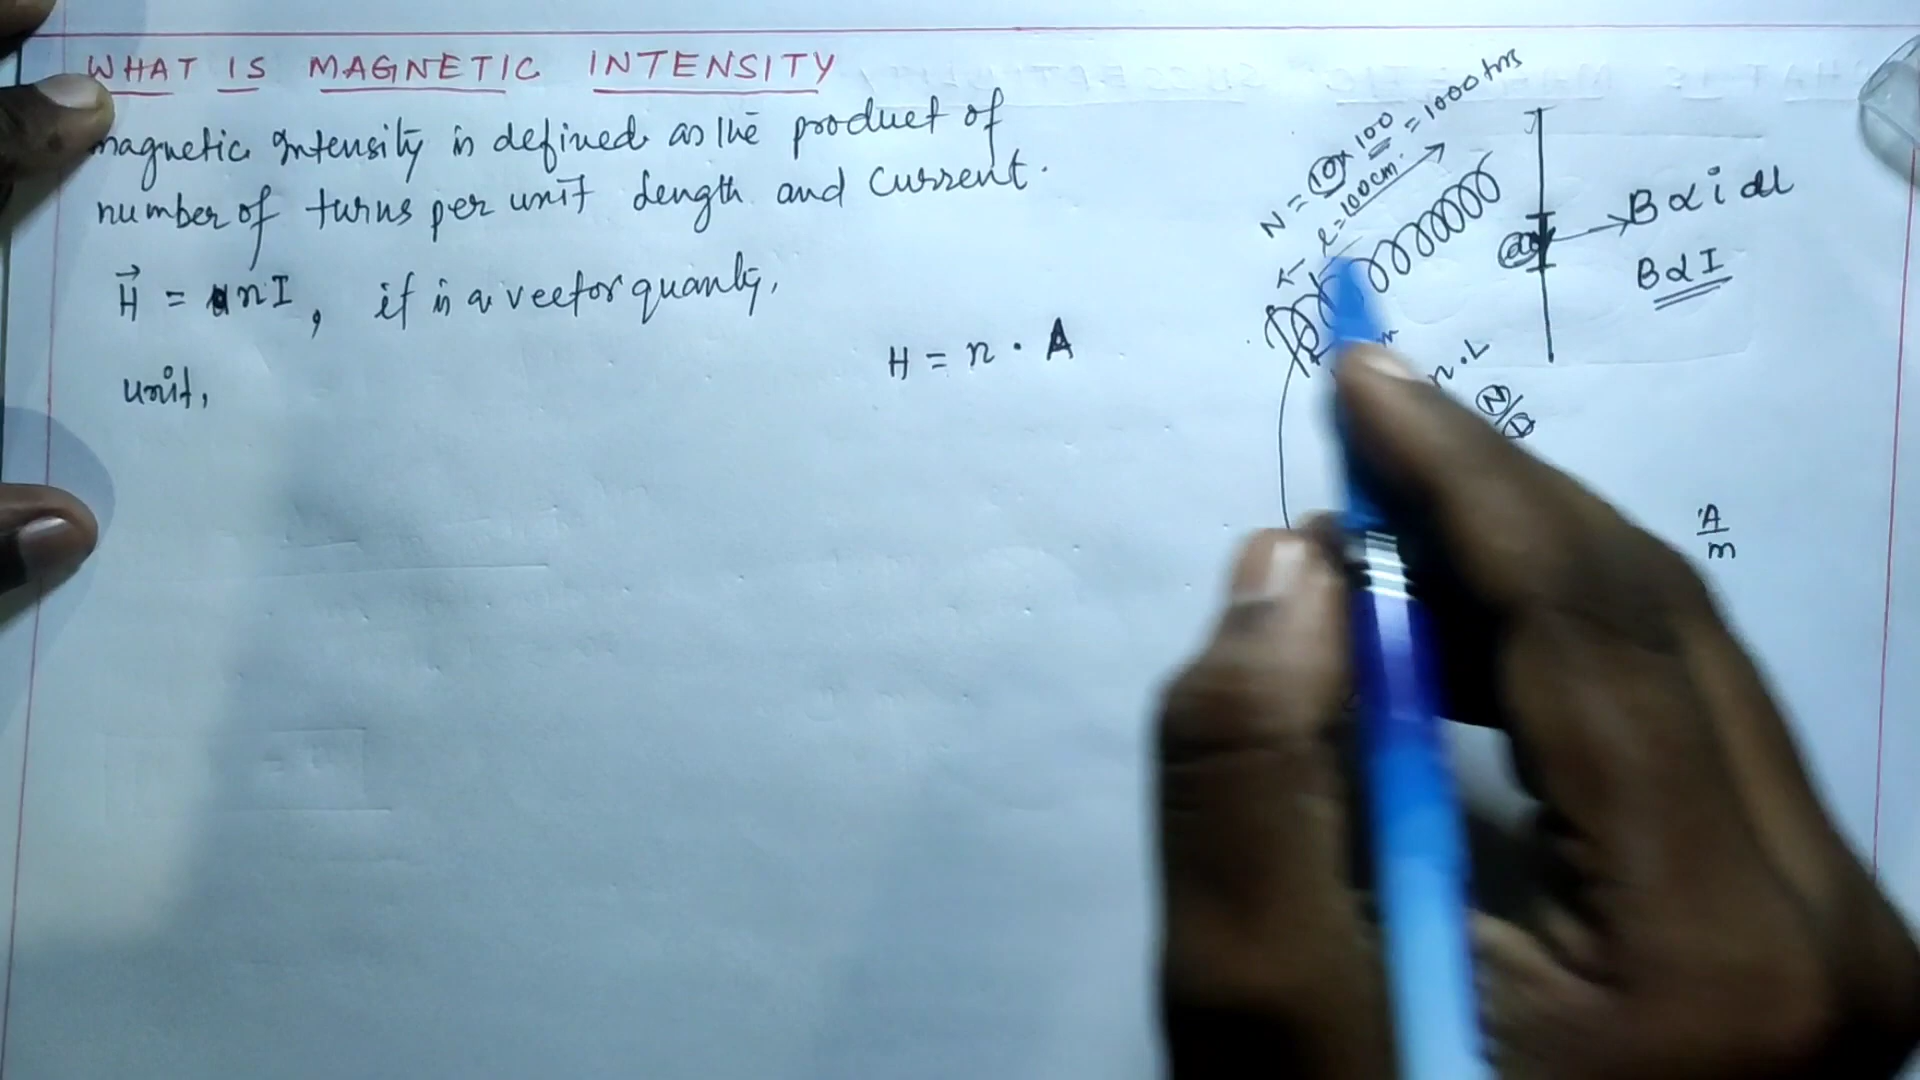 WHAT IS MAGNETIC INTENSITY
magnetic intensity is defined as the product of
number of turns per unit length and current.
H = nI, it is a vector quanty,
H = n · A
unit,
N = 10 × 100 = 1000 trns
l = 100cm.
B α i dl
B α I
n · L
N/L
A/m